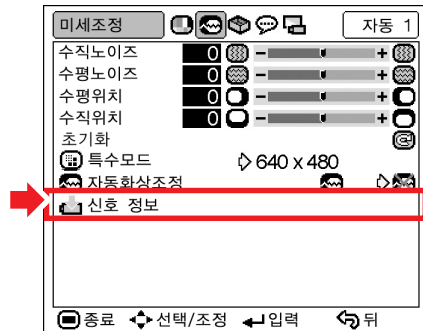 미세조정 자동 1
수직노이즈 0 - +
수평노이즈 0 - +
수평위치 0 - +
수직위치 0 - +
초기화
특수모드 640 x 480
자동화상조정
신호 정보
종료 선택/조정 입력 뒤